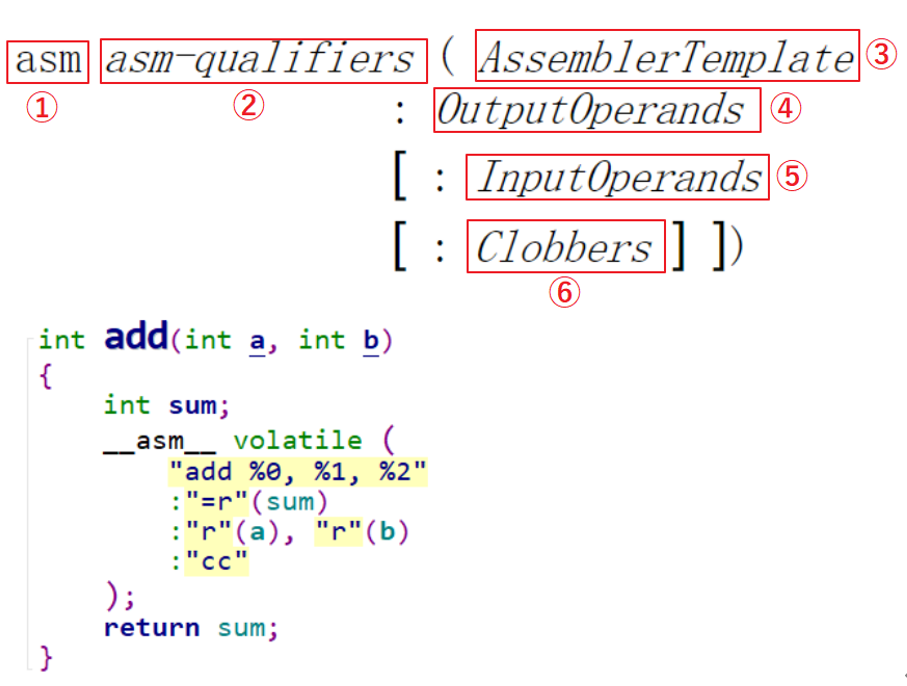 asm asm-qualifiers ( AssemblerTemplate ③
① ② : OutputOperands ④
[ : InputOperands ⑤
[ : Clobbers ] ])
⑥
int add(int a, int b)
{
int sum;
__asm__ volatile (
"add %0, %1, %2"
:"=r"(sum)
:"r"(a), "r"(b)
:"cc"
);
return sum;
}